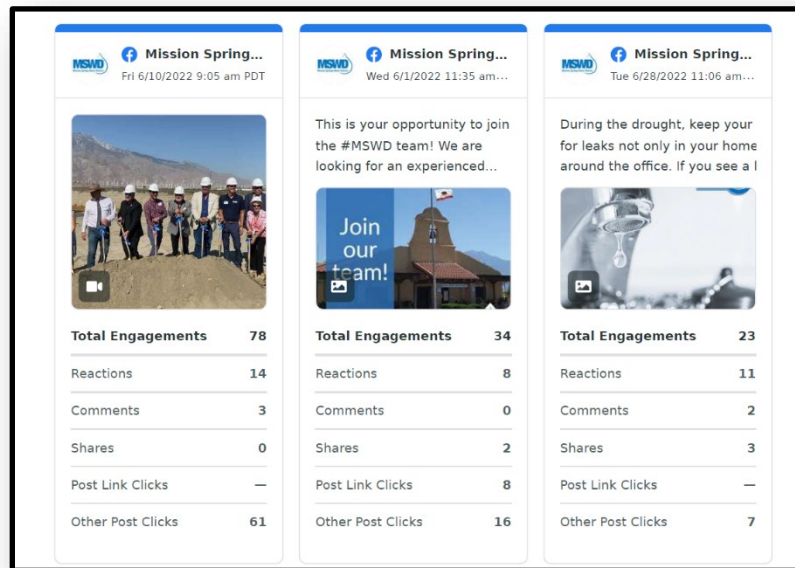 MSWD
Mission Spring...
Fri 6/10/2022 9:05 am PDT
Total Engagements 78
Reactions 14
Comments 3
Shares 0
Post Link Clicks —
Other Post Clicks 61
MSWD
Mission Spring...
Wed 6/1/2022 11:35 am...
This is your opportunity to join
the #MSWD team! We are
looking for an experienced...
Join
our
team!
Total Engagements 34
Reactions 8
Comments 0
Shares 2
Post Link Clicks 8
Other Post Clicks 16
MSWD
Mission Spring...
Tue 6/28/2022 11:06 am...
During the drought, keep your
for leaks not only in your home
around the office. If you see a
Total Engagements 23
Reactions 11
Comments 2
Shares 3
Post Link Clicks —
Other Post Clicks 7